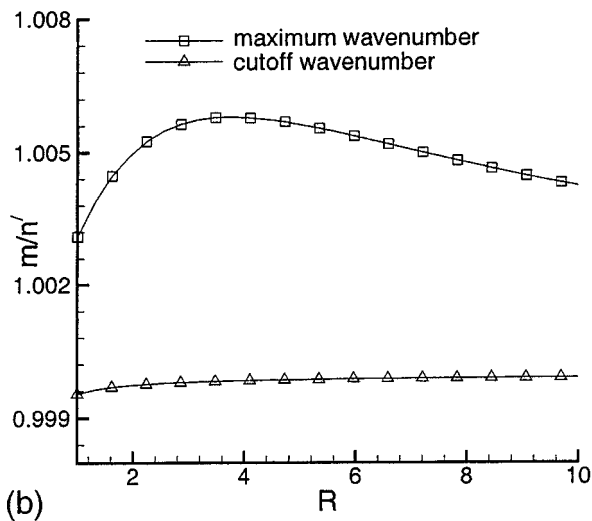 1.008
maximum wavenumber
cutoff wavenumber
1.005
m/n'
1.002
0.999
2 4 6 8 10
(b) R